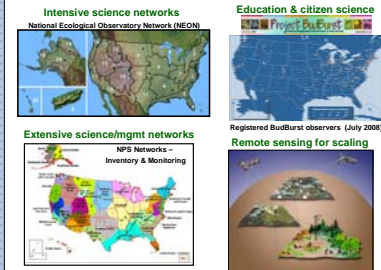 Intensive science networks
National Ecological Observatory Network (NEON)
Education & citizen science
Project BudBurst
Registered BudBurst observers (July 2008)
Extensive science/mgmt networks
NPS Networks –
Inventory & Monitoring
Remote sensing for scaling